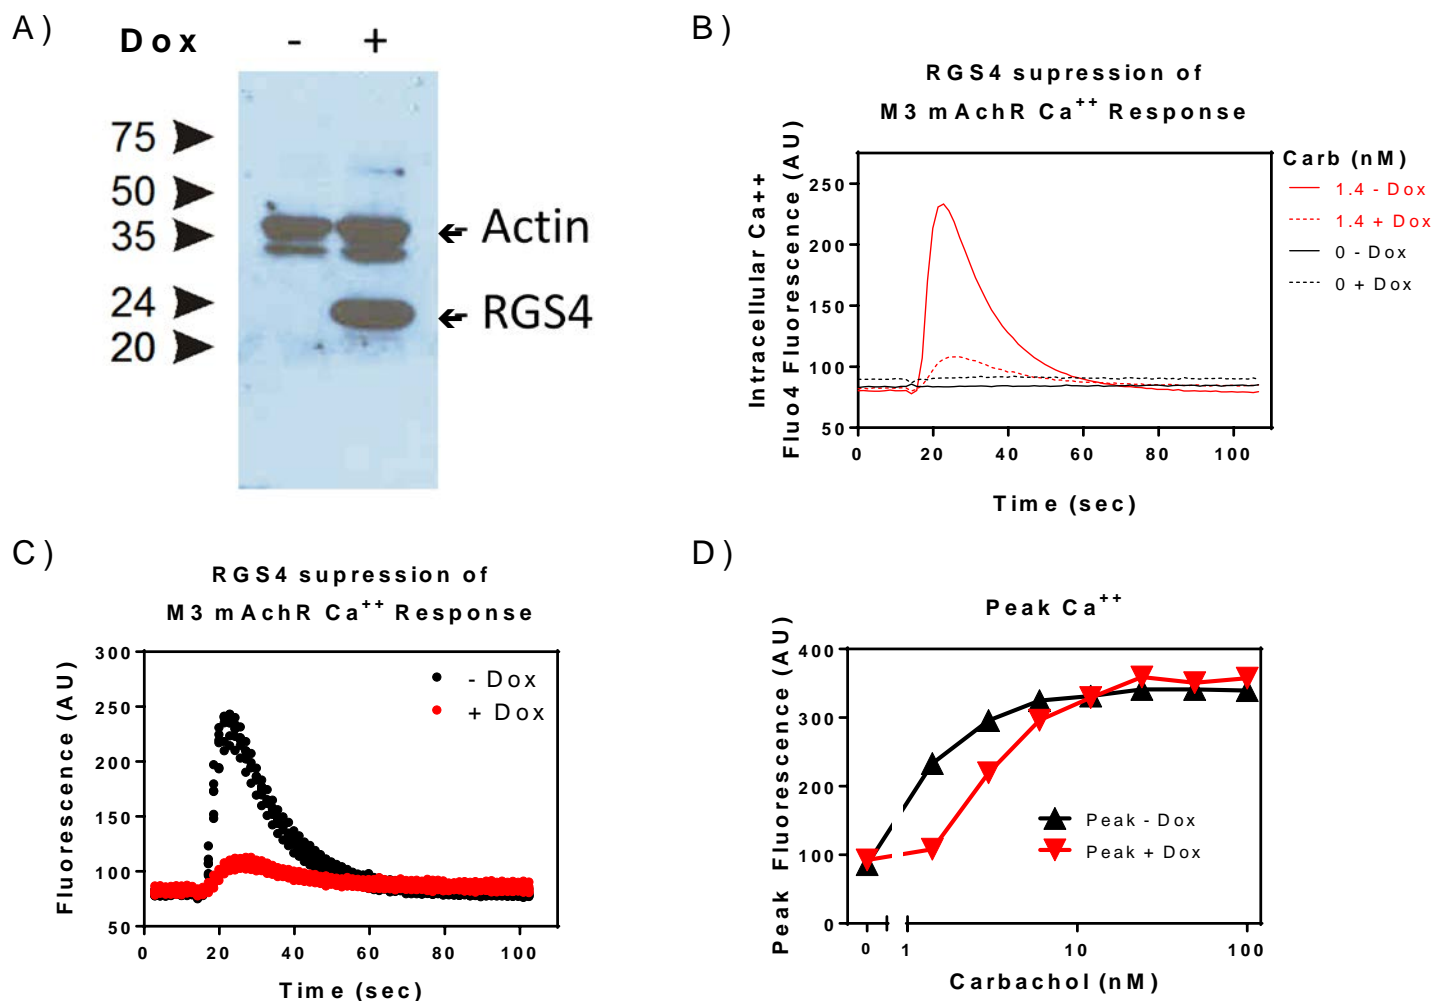 A)
Dox - +
75
50
35
24
20
Actin
RGS4
B)
RGS4 supression of
M3 mAchR Ca++ Response
Intracellular Ca++
Fluo4 Fluorescence (AU)
250
200
150
100
50
0 20 40 60 80 100
Time (sec)
Carb (nM)
1.4 - Dox
1.4 + Dox
0 - Dox
0 + Dox
C)
RGS4 supression of
M3 mAchR Ca++ Response
Fluorescence (AU)
300
250
200
150
100
50
0 20 40 60 80 100
Time (sec)
- Dox
+ Dox
D)
Peak Ca++
Peak Fluorescence (AU)
400
300
200
100
0
0 1 10 100
Carbachol (nM)
Peak - Dox
Peak + Dox